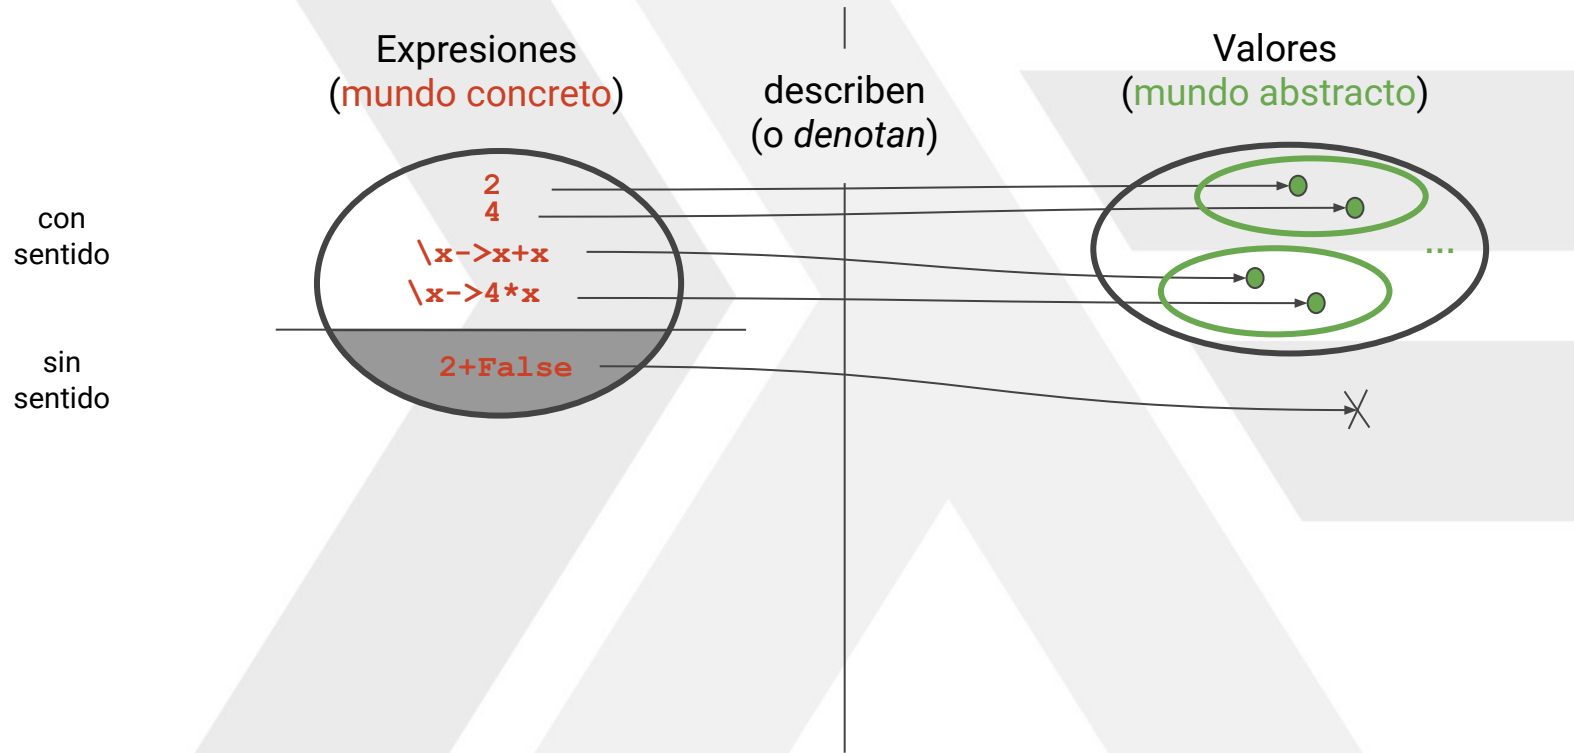 Expresiones
(mundo concreto)
describen
(o denotan)
Valores
(mundo abstracto)
con
sentido
2
4
\x->x+x
\x->4*x
...
sin
sentido
2+False